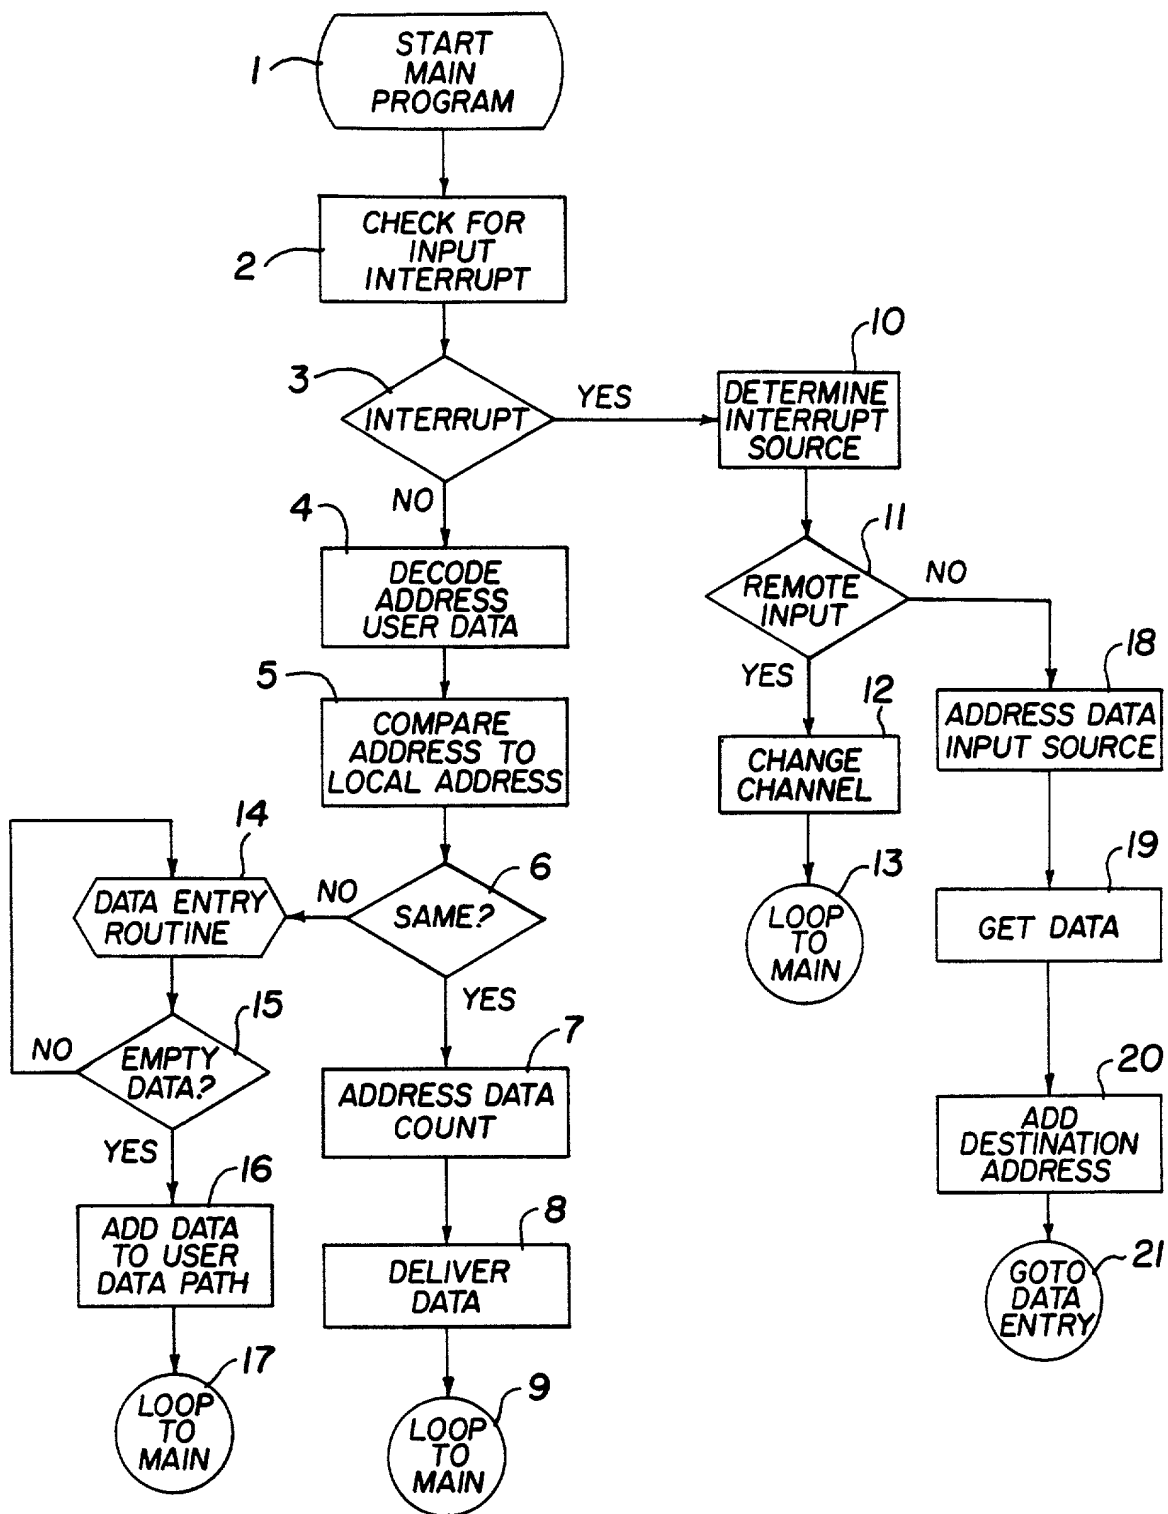 1
START
MAIN
PROGRAM
2
CHECK FOR
INPUT
INTERRUPT
3
INTERRUPT
YES
NO
10
DETERMINE
INTERRUPT
SOURCE
4
DECODE
ADDRESS
USER DATA
11
REMOTE
INPUT
NO
YES
5
COMPARE
ADDRESS TO
LOCAL ADDRESS
12
CHANGE
CHANNEL
18
ADDRESS DATA
INPUT SOURCE
14
DATA ENTRY
ROUTINE
NO
6
SAME?
YES
13
LOOP
TO
MAIN
19
GET DATA
15
EMPTY
DATA?
NO
YES
7
ADDRESS DATA
COUNT
20
ADD
DESTINATION
ADDRESS
16
ADD DATA
TO USER
DATA PATH
8
DELIVER
DATA
21
GOTO
DATA
ENTRY
17
LOOP
TO
MAIN
9
LOOP
TO
MAIN